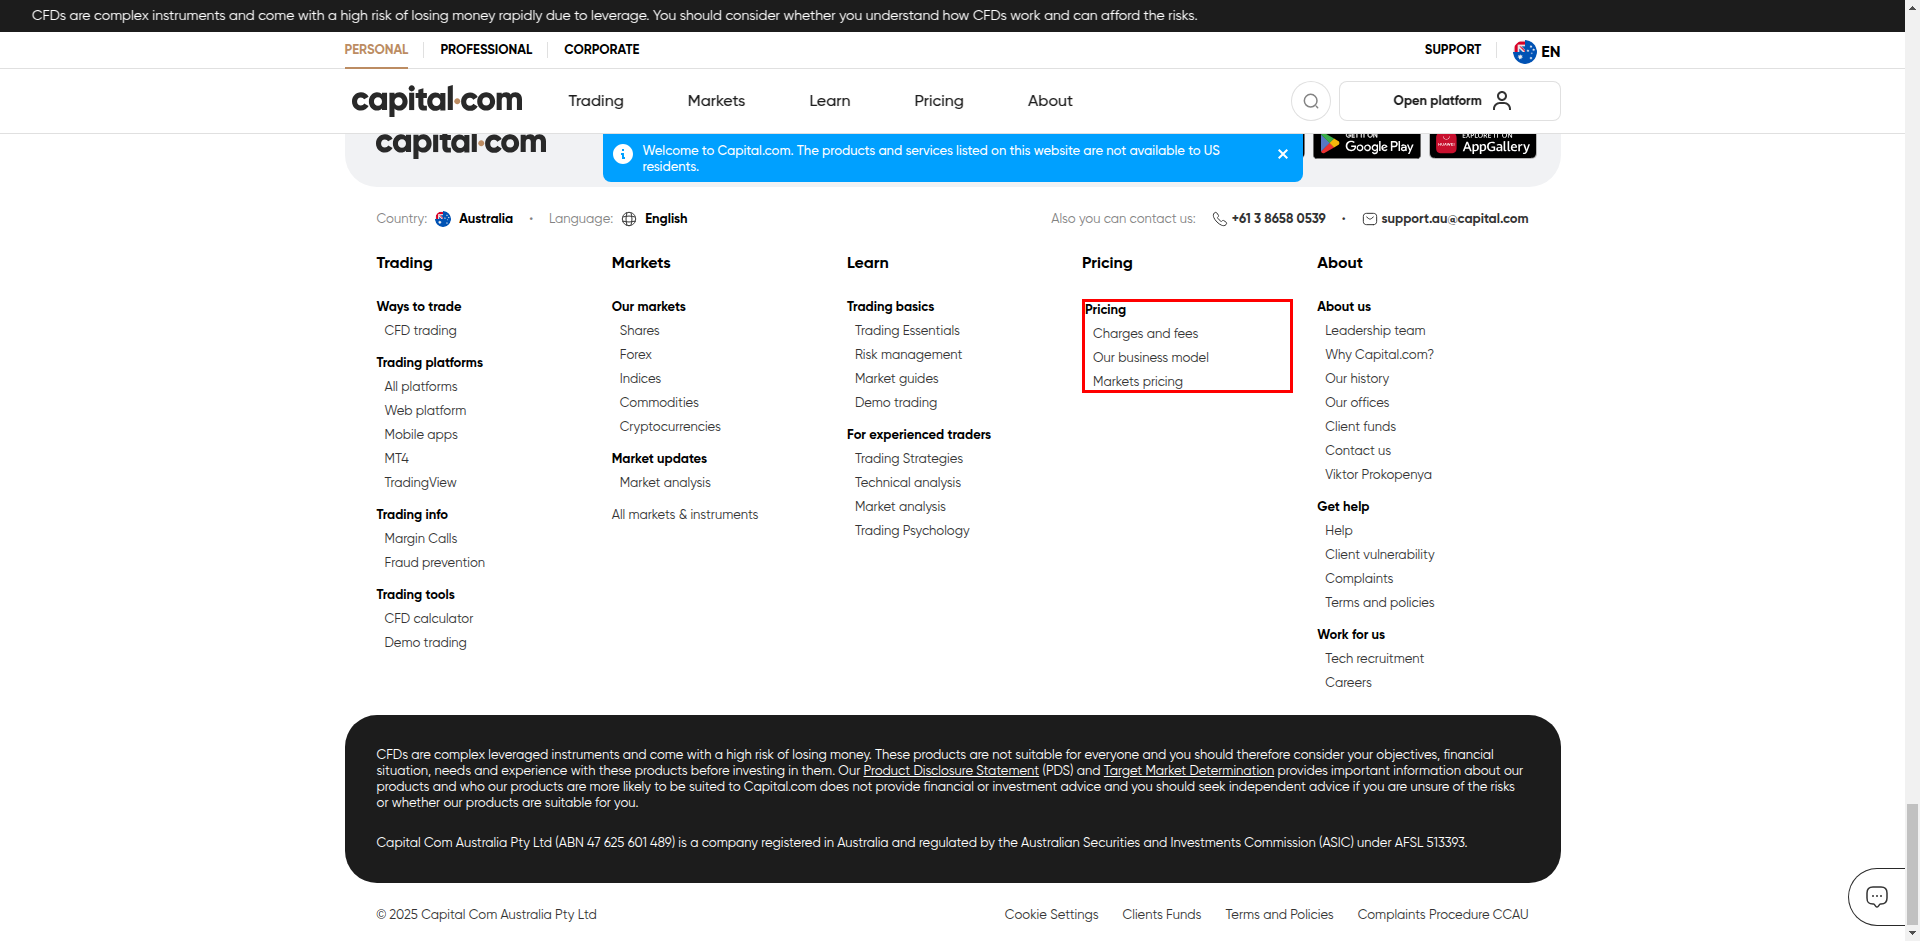 CFDs are complex instruments and come with a high risk of losing money rapidly due to leverage. You should consider whether you understand how CFDs work and can afford the risks.
PERSONAL
PROFESSIONAL
CORPORATE
SUPPORT
EN
capital.com
Trading
Markets
Learn
Pricing
About
Open platform
capital.com
Welcome to Capital.com. The products and services listed on this website are not available to US
residents.
GET IT ON
Google Play
EXPLORE IT ON
AppGallery
HUAWEI
Country: Australia
Language: English
Also you can contact us:
+61 3 8658 0539
support.au@capital.com
Trading
Ways to trade
CFD trading
Trading platforms
All platforms
Web platform
Mobile apps
MT4
TradingView
Trading info
Margin Calls
Fraud prevention
Trading tools
CFD calculator
Demo trading
Markets
Our markets
Shares
Forex
Indices
Commodities
Cryptocurrencies
Market updates
Market analysis
All markets & instruments
Learn
Trading basics
Trading Essentials
Risk management
Market guides
Demo trading
For experienced traders
Trading Strategies
Technical analysis
Market analysis
Trading Psychology
Pricing
Pricing
Charges and fees
Our business model
Markets pricing
About
About us
Leadership team
Why Capital.com?
Our history
Our offices
Client funds
Contact us
Viktor Prokopenya
Get help
Help
Client vulnerability
Complaints
Terms and policies
Work for us
Tech recruitment
Careers
CFDs are complex leveraged instruments and come with a high risk of losing money. These products are not suitable for everyone and you should therefore consider your objectives, financial
situation, needs and experience with these products before investing in them. Our Product Disclosure Statement (PDS) and Target Market Determination provides important information about our
products and who our products are more likely to be suited to Capital.com does not provide financial or investment advice and you should seek independent advice if you are unsure of the risks
or whether our products are suitable for you.
Capital Com Australia Pty Ltd (ABN 47 625 601 489) is a company registered in Australia and regulated by the Australian Securities and Investments Commission (ASIC) under AFSL 513393.
© 2025 Capital Com Australia Pty Ltd
Cookie Settings
Clients Funds
Terms and Policies
Complaints Procedure CCAU